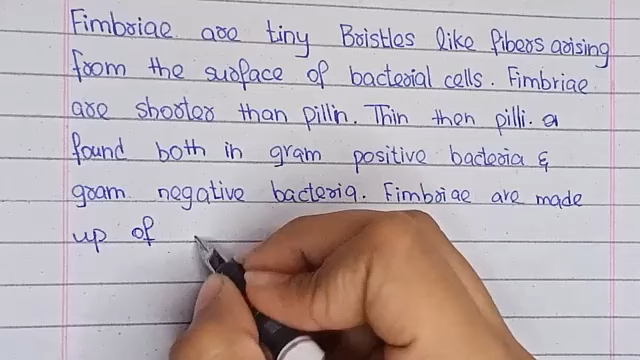 Fimbriae are tiny Bristles like fibers arising
from the surface of bacterial cells. Fimbriae
are shorter than pillin. Thin then pilli. a
found both in gram positive bacteria &
gram negative bacteria. Fimbriae are made
up of